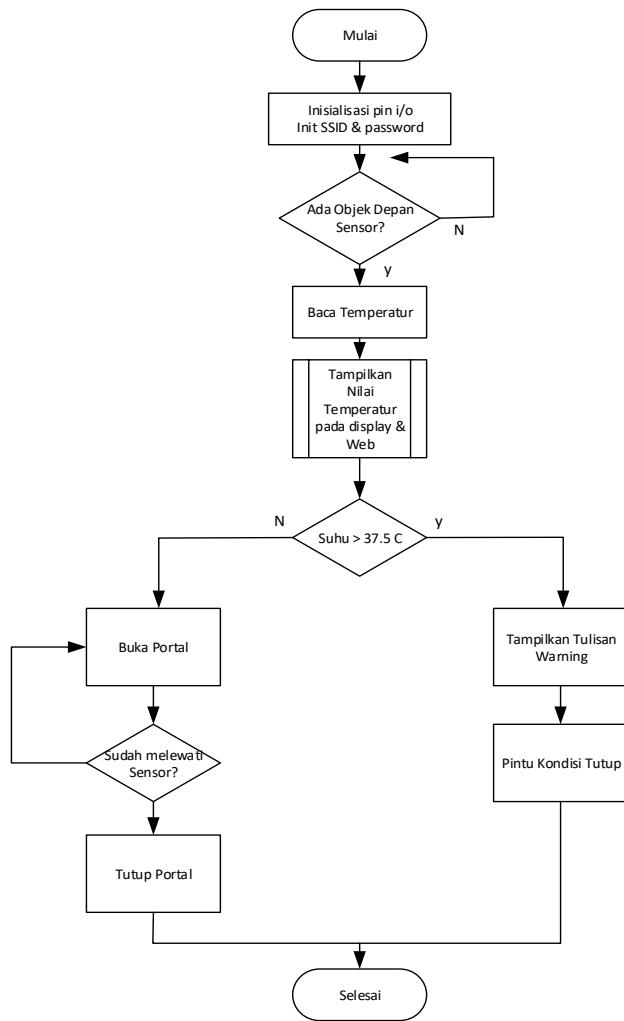 Mulai
Inisialisasi pin i/o
Init SSID & password
Ada Objek Depan
Sensor?
N
y
Baca Temperatur
Tampilkan
Nilai
Temperatur
pada display &
Web
N
y
Suhu > 37.5 C
Buka Portal
Tampilkan Tulisan
Warning
Sudah melewati
Sensor?
Pintu Kondisi Tutup
Tutup Portal
Selesai